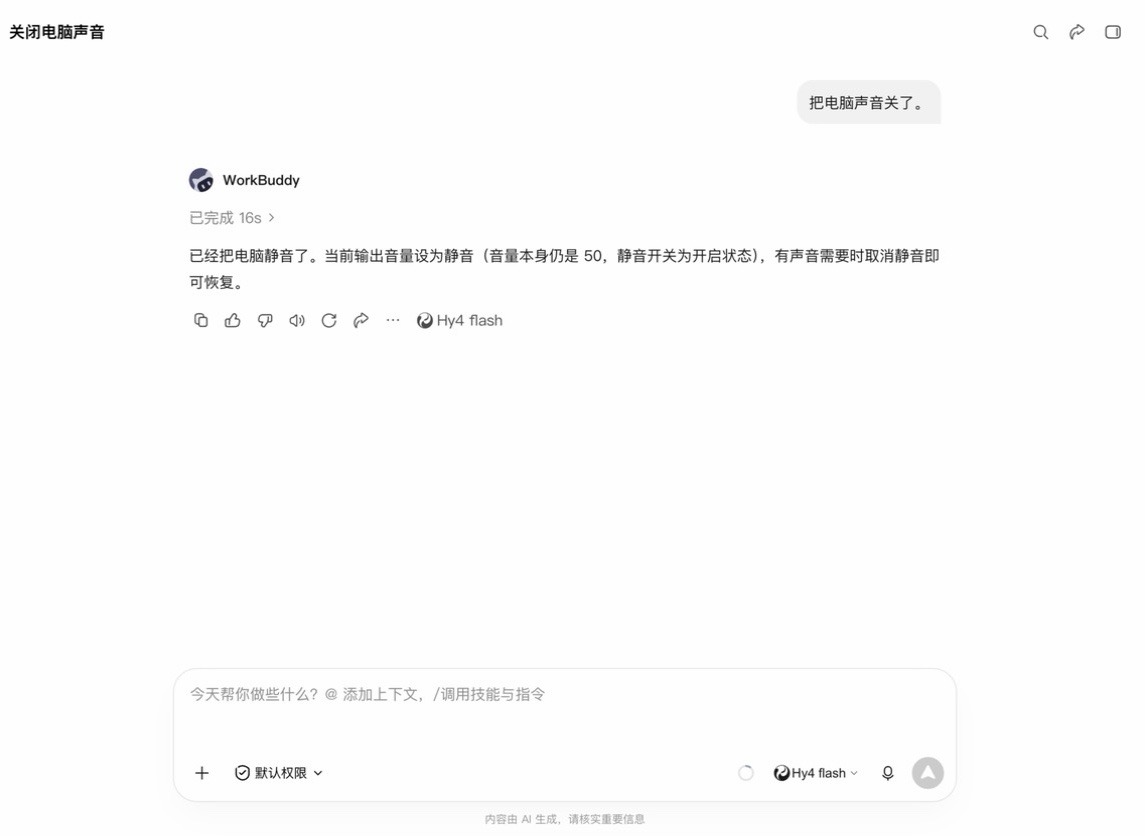 关闭电脑声音
把电脑声音关了。
WorkBuddy
已完成 16s
已经把电脑静音了。当前输出音量设为静音（音量本身仍是 50，静音开关为开启状态），有声音需要时取消静音即
可恢复。
Hy4 flash
今天帮你做些什么？@ 添加上下文，/调用技能与指令
默认权限
Hy4 flash
内容由 AI 生成，请核实重要信息